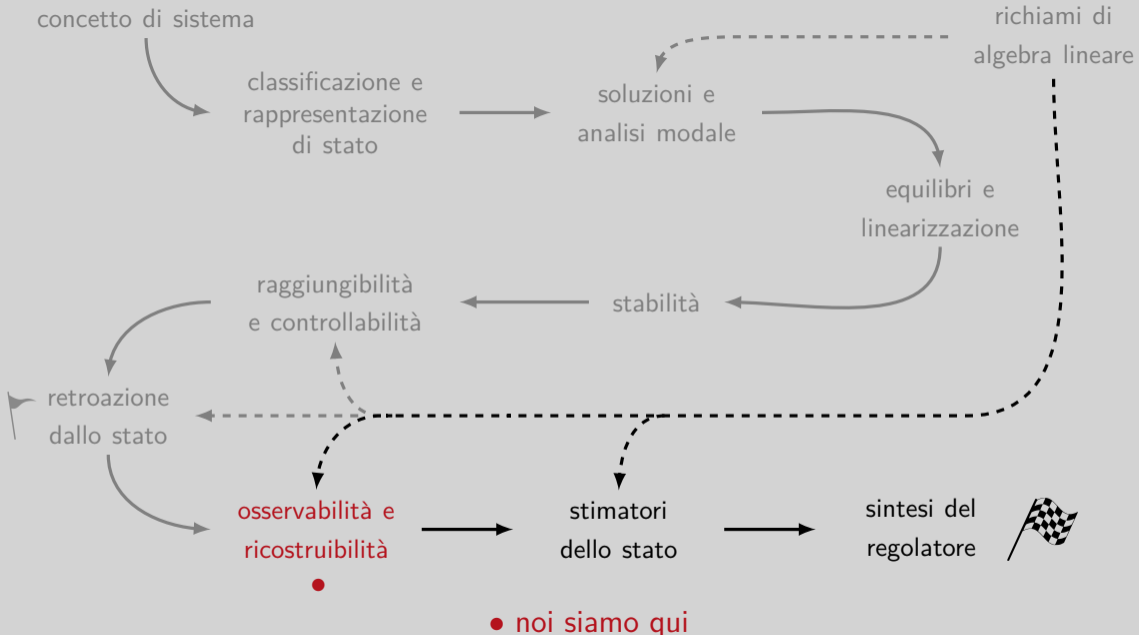 concetto di sistema
richiami di
algebra lineare
classificazione e
rappresentazione
di stato
soluzioni e
analisi modale
equilibri e
linearizzazione
stabilità
raggiungibilità
e controllabilità
retroazione
dallo stato
osservabilità e
ricostruibilità
stimatori
dello stato
sintesi del
regolatore
noi siamo qui